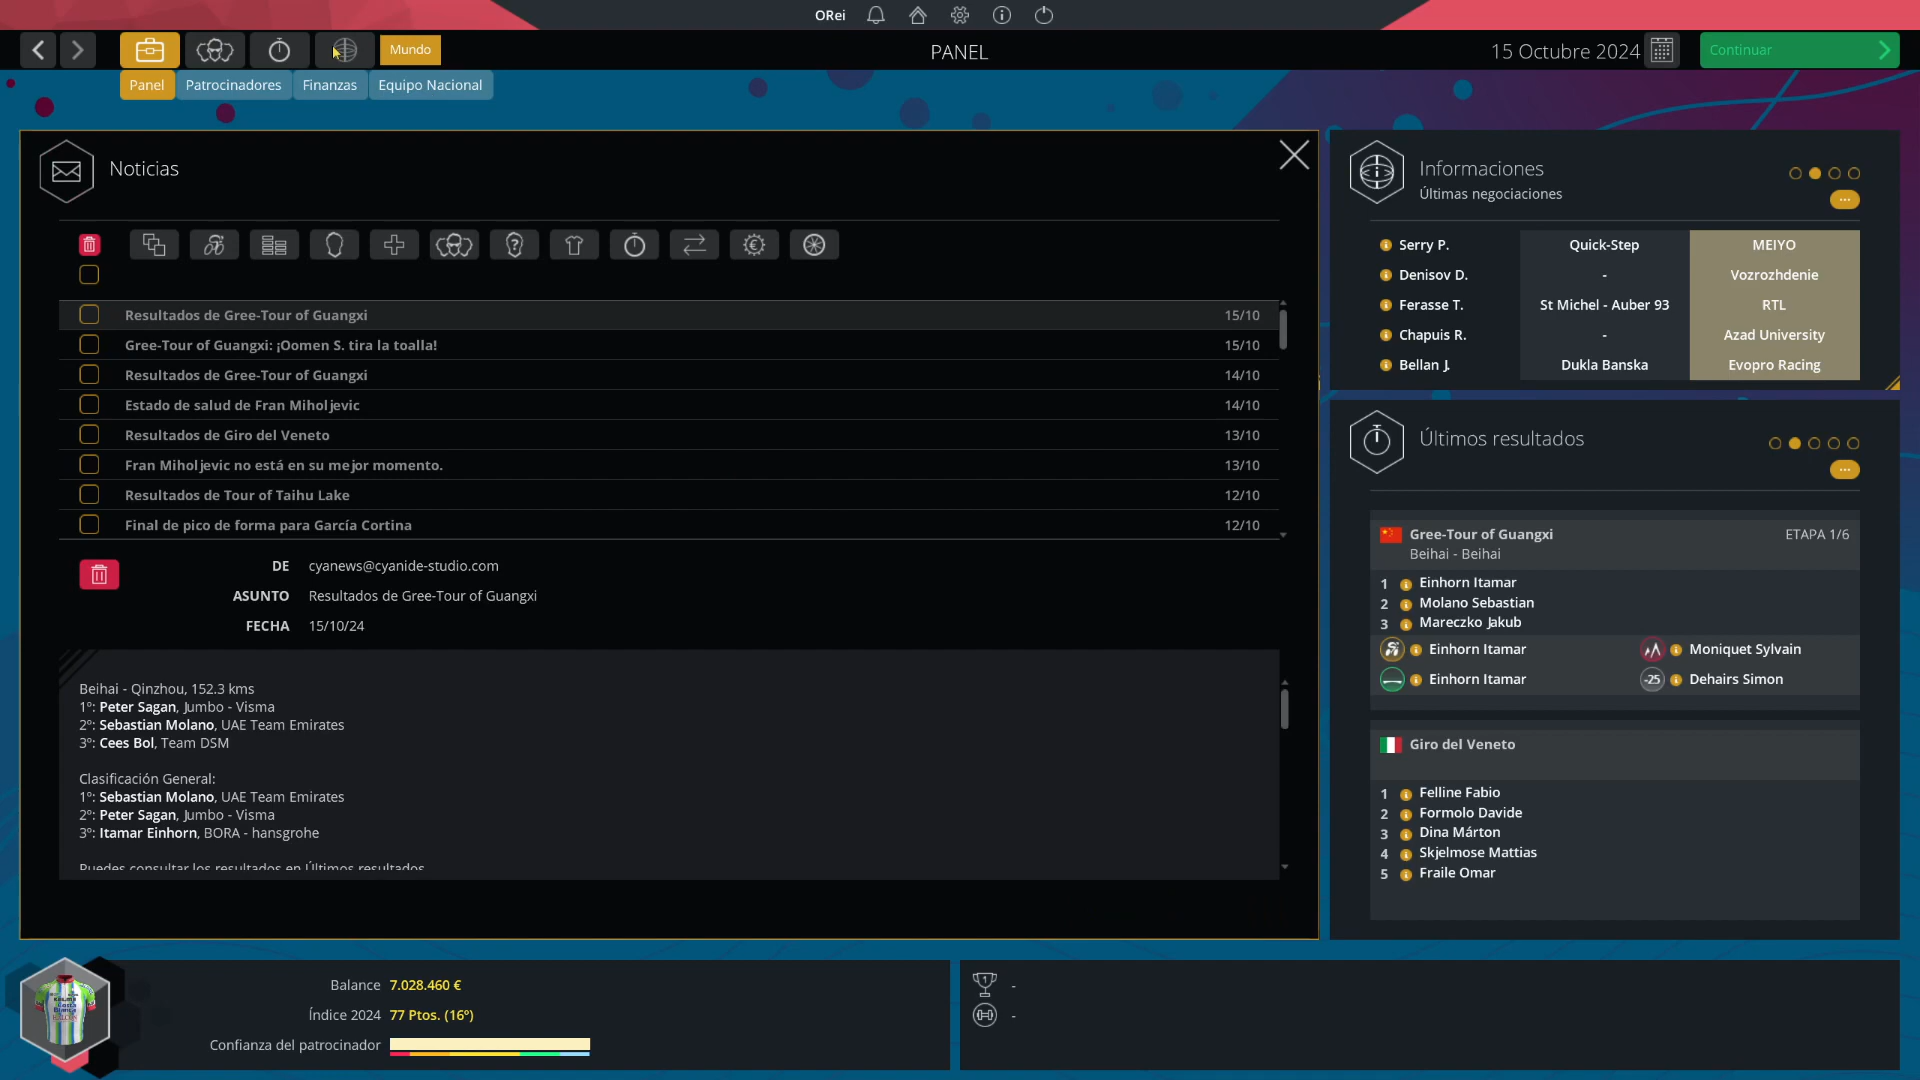 ORei
Mundo
PANEL
15 Octubre 2024
Continuar
Panel
Patrocinadores
Finanzas
Equipo Nacional
Noticias
Resultados de Gree-Tour of Guangxi 15/10
Gree-Tour of Guangxi: ¡Oomen S. tira la toalla! 15/10
Resultados de Gree-Tour of Guangxi 14/10
Estado de salud de Fran Miholjevic 14/10
Resultados de Giro del Veneto 13/10
Fran Miholjevic no está en su mejor momento. 13/10
Resultados de Tour of Taihu Lake 12/10
Final de pico de forma para García Cortina 12/10
DE cyanews@cyanide-studio.com
ASUNTO Resultados de Gree-Tour of Guangxi
FECHA 15/10/24
Beihai - Qinzhou, 152.3 kms
1º: Peter Sagan, Jumbo - Visma
2º: Sebastian Molano, UAE Team Emirates
3º: Cees Bol, Team DSM
Clasificación General:
1º: Sebastian Molano, UAE Team Emirates
2º: Peter Sagan, Jumbo - Visma
3º: Itamar Einhorn, BORA - hansgrohe
Puedes consultar los resultados en Últimos resultados
Informaciones
Últimas negociaciones
Serry P. Quick-Step MEIYO
Denisov D. - Vozrozhdenie
Ferasse T. St Michel - Auber 93 RTL
Chapuis R. - Azad University
Bellan J. Dukla Banska Evopro Racing
Últimos resultados
Gree-Tour of Guangxi ETAPA 1/6
Beihai - Beihai
1 Einhorn Itamar
2 Molano Sebastian
3 Mareczko Jakub
Einhorn Itamar Moniquet Sylvain
Einhorn Itamar -25 Dehairs Simon
Giro del Veneto
1 Felline Fabio
2 Formolo Davide
3 Dina Márton
4 Skjelmose Mattias
5 Fraile Omar
Balance 7.028.460 €
Índice 2024 77 Ptos. (16º)
Confianza del patrocinador
-
-